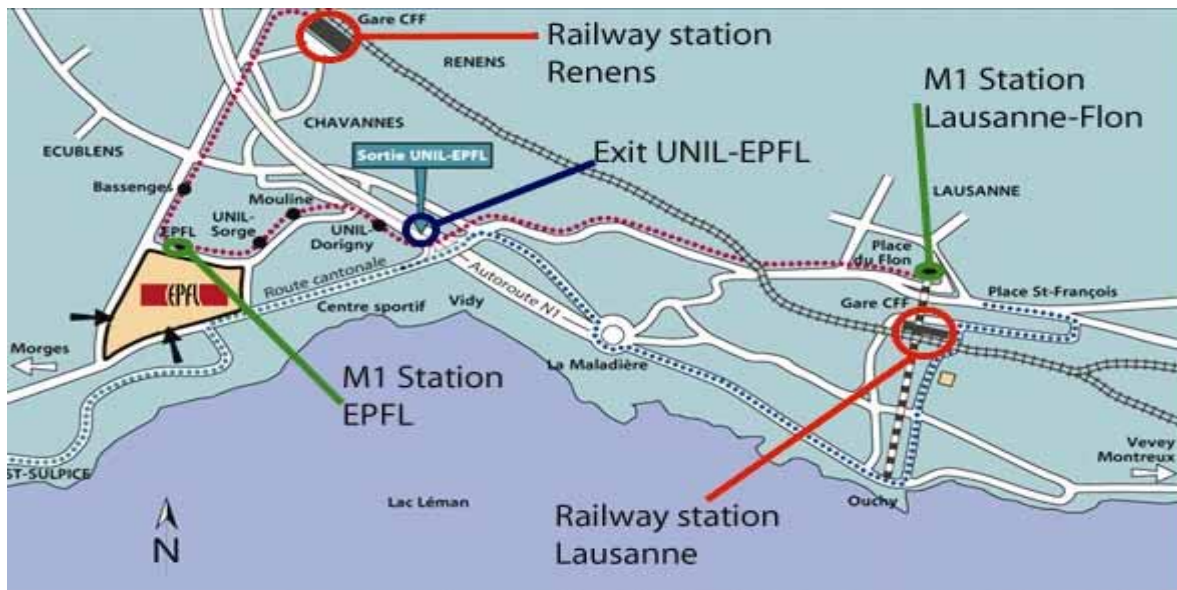 Gare CFF
Railway station
Renens
RENENS
M1 Station
Lausanne-Flon
CHAVANNES
ECUBLENS
Sortie UNIL-EPFL
Exit UNIL-EPFL
Bassenges
Mouline
LAUSANNE
UNIL-
Sorge
EPFL
UNIL-
Dorigny
Place
du Flon
EPFL
Route cantonale
Autoroute N1
Centre sportif
Vidy
Gare CFF
Place St-François
Morges
La Maladière
M1 Station
EPFL
Vevey
Montreux
ST-SULPICE
Lac Léman
Ouchy
N
Railway station
Lausanne